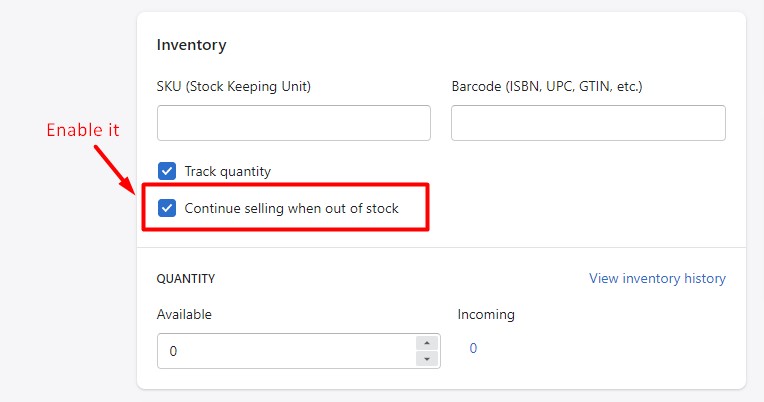 Inventory
SKU (Stock Keeping Unit) Barcode (ISBN, UPC, GTIN, etc.)
Enable it
Track quantity
Continue selling when out of stock
QUANTITY View inventory history
Available Incoming
0 0